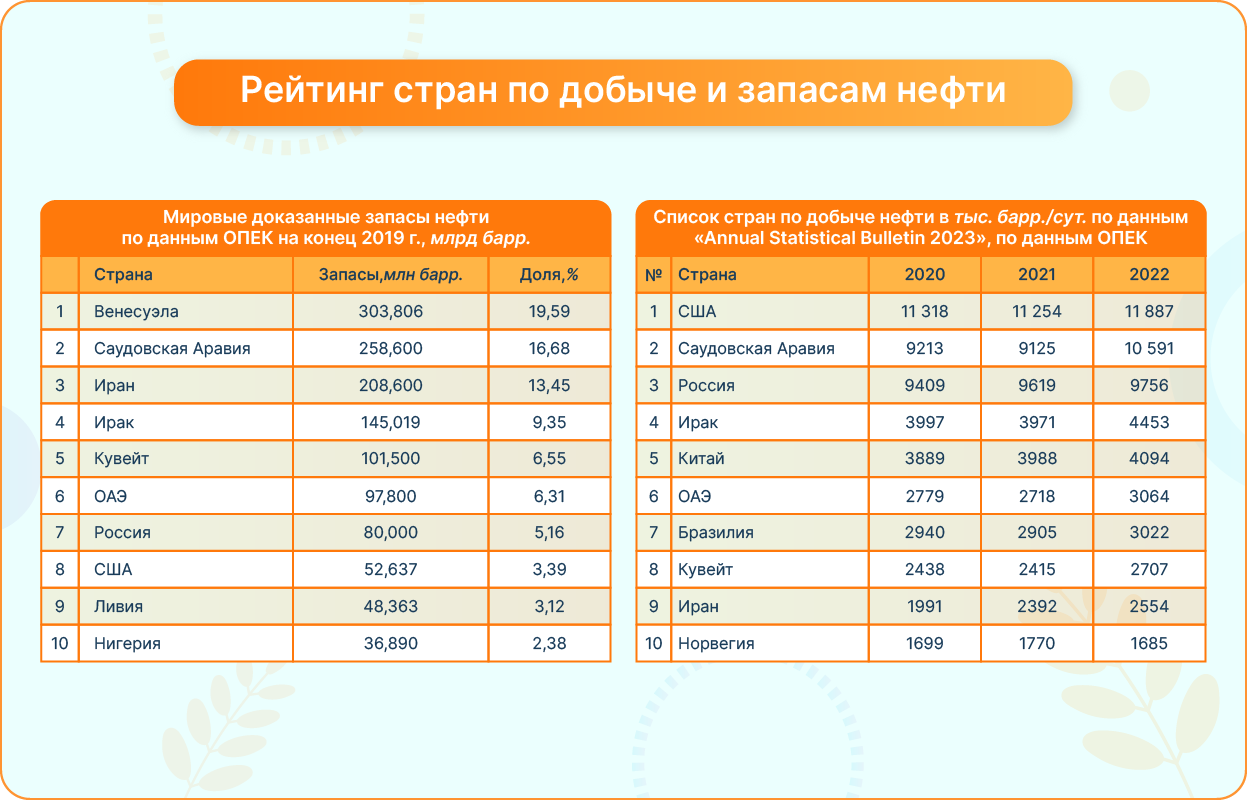 Рейтинг стран по добыче и запасам нефти
Мировые доказанные запасы нефти
по данным ОПЕК на конец 2019 г., млрд барр.
Страна Запасы,млн барр. Доля,%
1 Венесуэла 303,806 19,59
2 Саудовская Аравия 258,600 16,68
3 Иран 208,600 13,45
4 Ирак 145,019 9,35
5 Кувейт 101,500 6,55
6 ОАЭ 97,800 6,31
7 Россия 80,000 5,16
8 США 52,637 3,39
9 Ливия 48,363 3,12
10 Нигерия 36,890 2,38
Список стран по добыче нефти в тыс. барр./сут. по данным
«Annual Statistical Bulletin 2023», по данным ОПЕК
№ Страна 2020 2021 2022
1 США 11 318 11 254 11 887
2 Саудовская Аравия 9213 9125 10 591
3 Россия 9409 9619 9756
4 Ирак 3997 3971 4453
5 Китай 3889 3988 4094
6 ОАЭ 2779 2718 3064
7 Бразилия 2940 2905 3022
8 Кувейт 2438 2415 2707
9 Иран 1991 2392 2554
10 Норвегия 1699 1770 1685